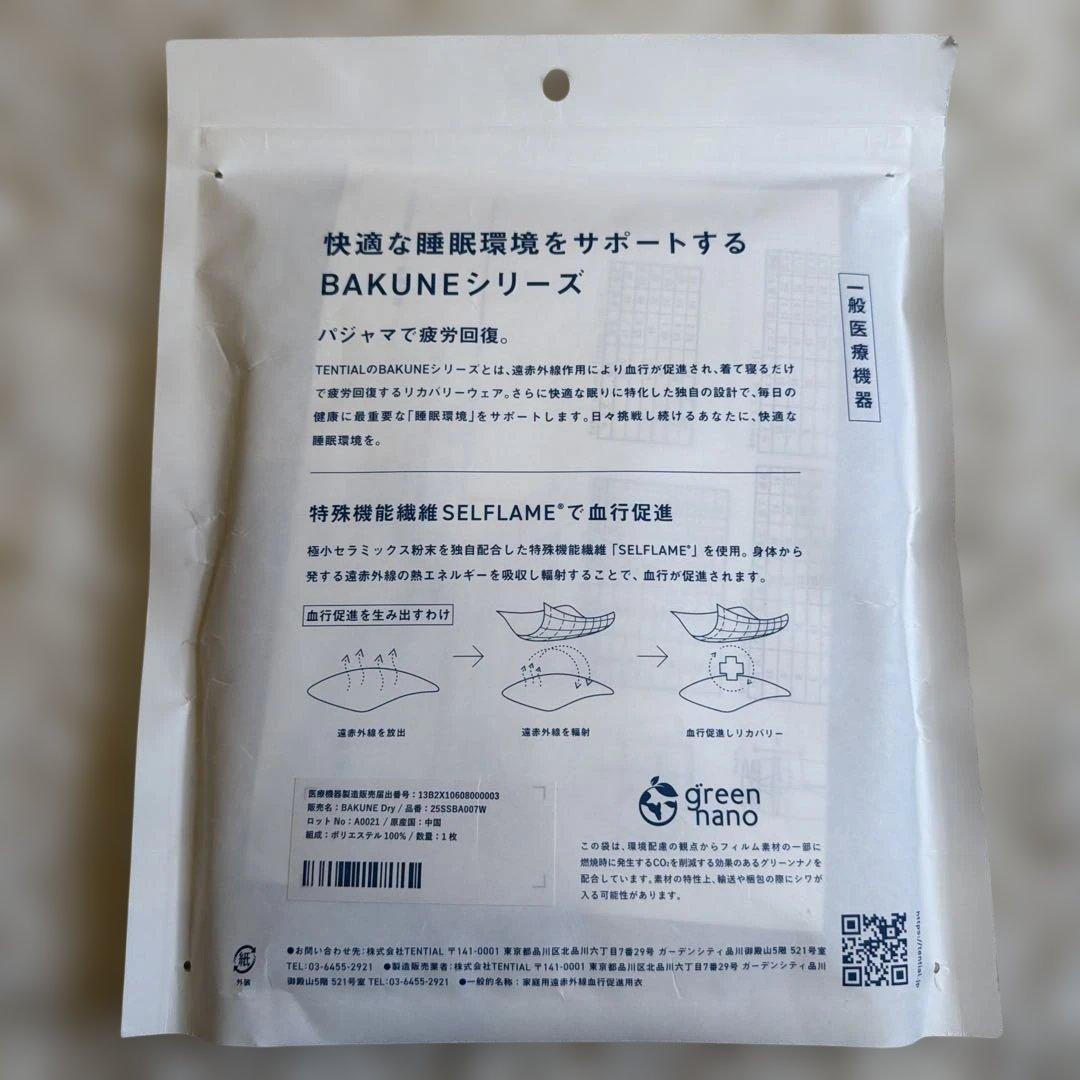 快適な睡眠環境をサポートする
BAKUNEシリーズ
パジャマで疲労回復。
TENTIALのBAKUNEシリーズとは、遠赤外線作用により血行が促進され、着て寝るだけ
で疲労回復するリカバリーウェア。さらに快適な眠りに特化した独自の設計で、毎日の
健康に最重要な「睡眠環境」をサポートします。日々挑戦し続けるあなたに、快適な
睡眠環境を。
一般医療機器
特殊機能繊維SELFLAME®で血行促進
極小セラミックス粉末を独自配合した特殊機能繊維「SELFLAME®」を使用。身体から
発する遠赤外線の熱エネルギーを吸収し輻射することで、血行が促進されます。
血行促進を生み出すわけ
遠赤外線を放出
遠赤外線を輻射
血行促進しリカバリー
医療機器製造販売届出番号：13B2X10608000003
販売名：BAKUNE Dry / 品番：25SSBA007W
ロットNo：A0021 / 原産国：中国
組成：ポリエステル100% / 数量：1枚
green
nano
この袋は、環境配慮の観点からフィルム素材の一部に
燃焼時に発生するCO₂を削減する効果のあるグリーンナノを
配合しています。素材の特性上、輸送や梱包の際にシワが
入る可能性があります。
https://tential.jp
紙
外装
●お問い合わせ先：株式会社TENTIAL 〒141-0001 東京都品川区北品川六丁目7番29号 ガーデンシティ品川御殿山5階 521号室
TEL：03-6455-2921 ●製造販売業者：株式会社TENTIAL 〒141-0001 東京都品川区北品川六丁目7番29号 ガーデンシティ品川
御殿山5階 521号室 TEL：03-6455-2921 ●一般的名称：家庭用遠赤外線血行促進用衣